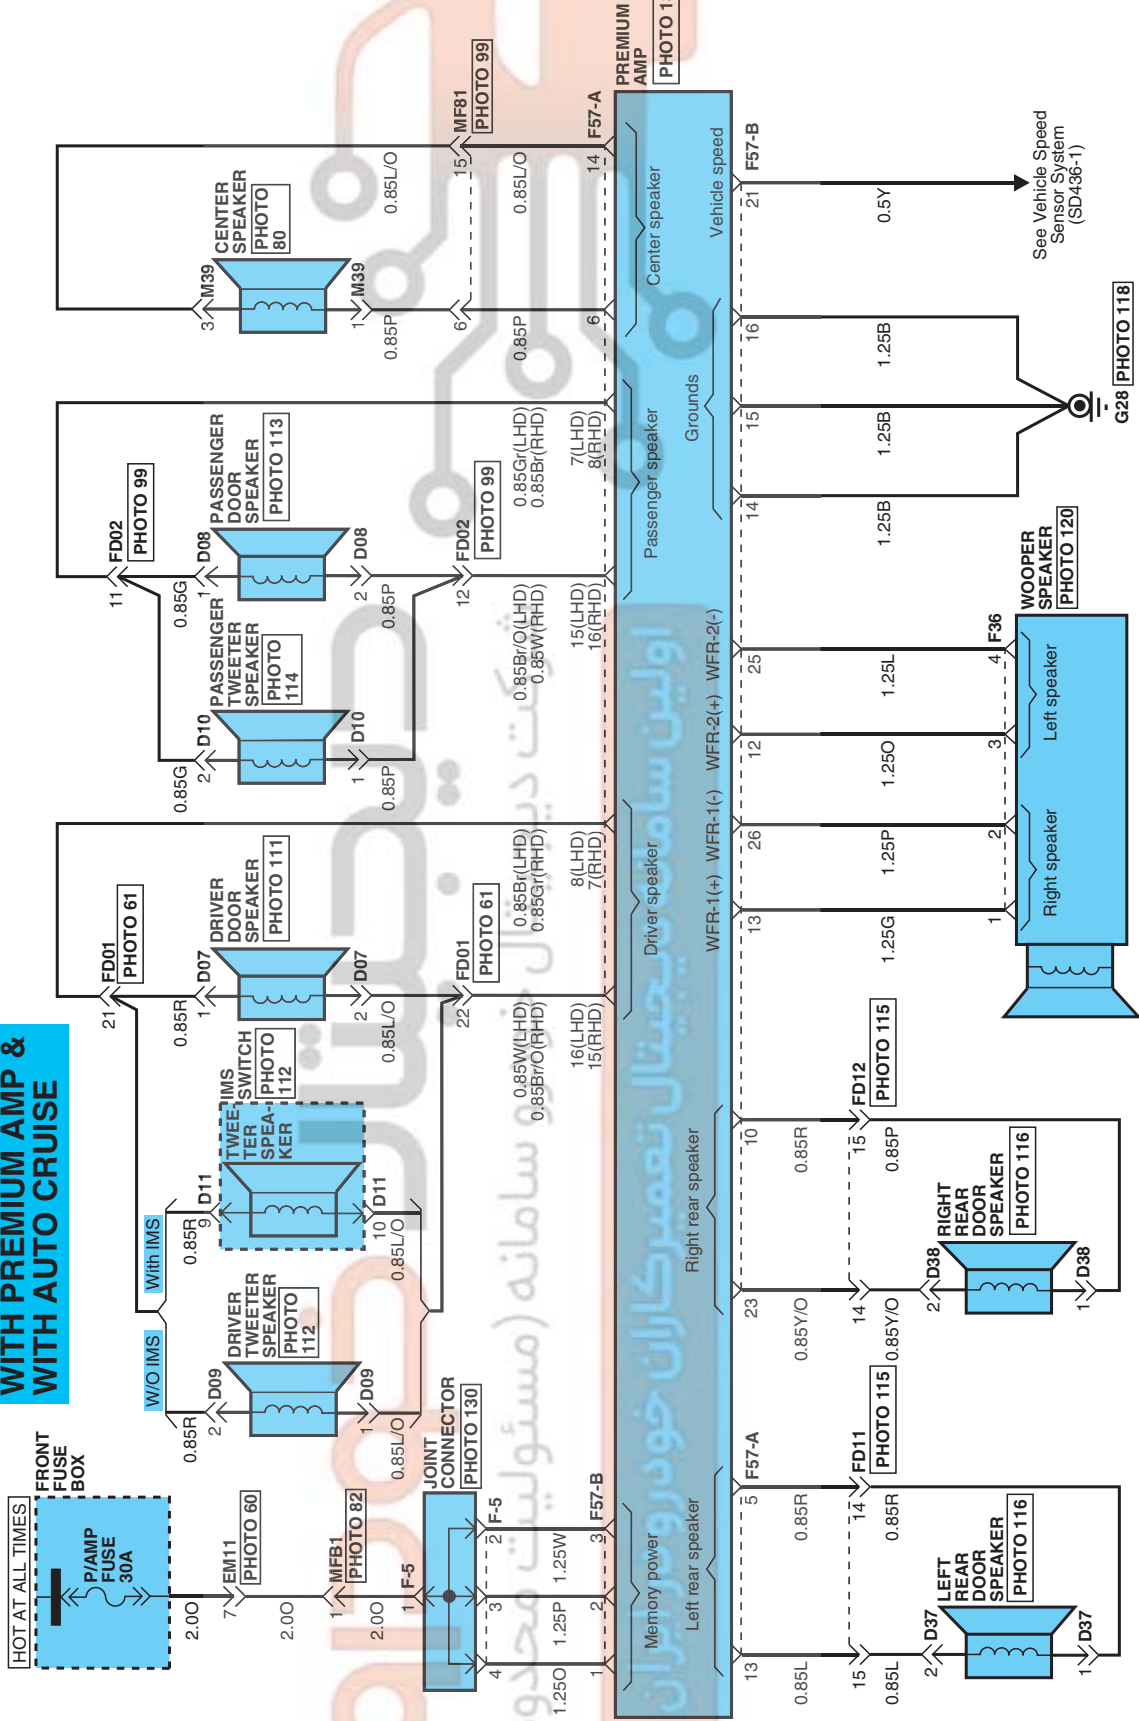 WITH PREMIUM AMP &
WITH AUTO CRUISE
HOT AT ALL TIMES
FRONT
FUSE
BOX
P/AMP
FUSE
30A
2.0O
7
EM11
PHOTO 60
2.0O
1
MFB1
PHOTO 82
2.0O
1
F-5
JOINT
CONNECTOR
PHOTO 130
4
3
2
F-5
1.25O
1.25P
1.25W
1
2
3
F57-B
Memory power
W/O IMS
With IMS
0.85R
2
D09
DRIVER
TWEETER
SPEAKER
PHOTO
112
1
D09
0.85L/O
0.85R
9
D11
TWEE-
TER
SPEA-
KER
IMS
SWITCH
PHOTO
112
10
D11
0.85L/O
21
FD01
PHOTO 61
0.85R
1
D07
DRIVER
DOOR
SPEAKER
PHOTO 111
2
D07
0.85L/O
22
FD01
PHOTO 61
0.85W(LHD)
0.85Br/O(RHD)
16(LHD)
15(RHD)
0.85Br(LHD)
0.85Gr(RHD)
8(LHD)
7(RHD)
Driver speaker
0.85G
2
D10
PASSENGER
TWEETER
SPEAKER
PHOTO
114
1
D10
0.85P
11
FD02
PHOTO 99
0.85G
1
D08
PASSENGER
DOOR
SPEAKER
PHOTO 113
2
D08
0.85P
12
FD02
PHOTO 99
0.85Br/O(LHD)
0.85W(RHD)
15(LHD)
16(RHD)
0.85Gr(LHD)
0.85Br(RHD)
7(LHD)
8(RHD)
Passenger speaker
3
M39
CENTER
SPEAKER
PHOTO
80
1
M39
0.85P
6
0.85P
6
0.85L/O
15
MF81
PHOTO 99
0.85L/O
14
F57-A
Center speaker
PREMIUM
AMP
Left rear speaker
13
5
F57-A
0.85L
0.85R
15
14
FD11
PHOTO 115
0.85L
0.85R
2
D37
LEFT
REAR
DOOR
SPEAKER
PHOTO 116
1
D37
Right rear speaker
23
10
0.85Y/O
0.85R
14
15
FD12
PHOTO 115
0.85Y/O
0.85P
2
D38
RIGHT
REAR
DOOR
SPEAKER
PHOTO 116
1
D38
WFR-1(+)
WFR-1(-)
WFR-2(+)
WFR-2(-)
13
26
12
25
1.25G
1.25P
1.25O
1.25L
1
2
3
4
F36
Right speaker
Left speaker
WOOPER
SPEAKER
PHOTO 120
Grounds
14
15
16
1.25B
1.25B
1.25B
G28
PHOTO 118
Vehicle speed
21
F57-B
0.5Y
See Vehicle Speed
Sensor System
(SD436-1)
اولین سامانه دیجیتال تعمیرکاران خودرو در ایران
شرکت دیجیتال خودرو سامانه (مسئولیت محدو